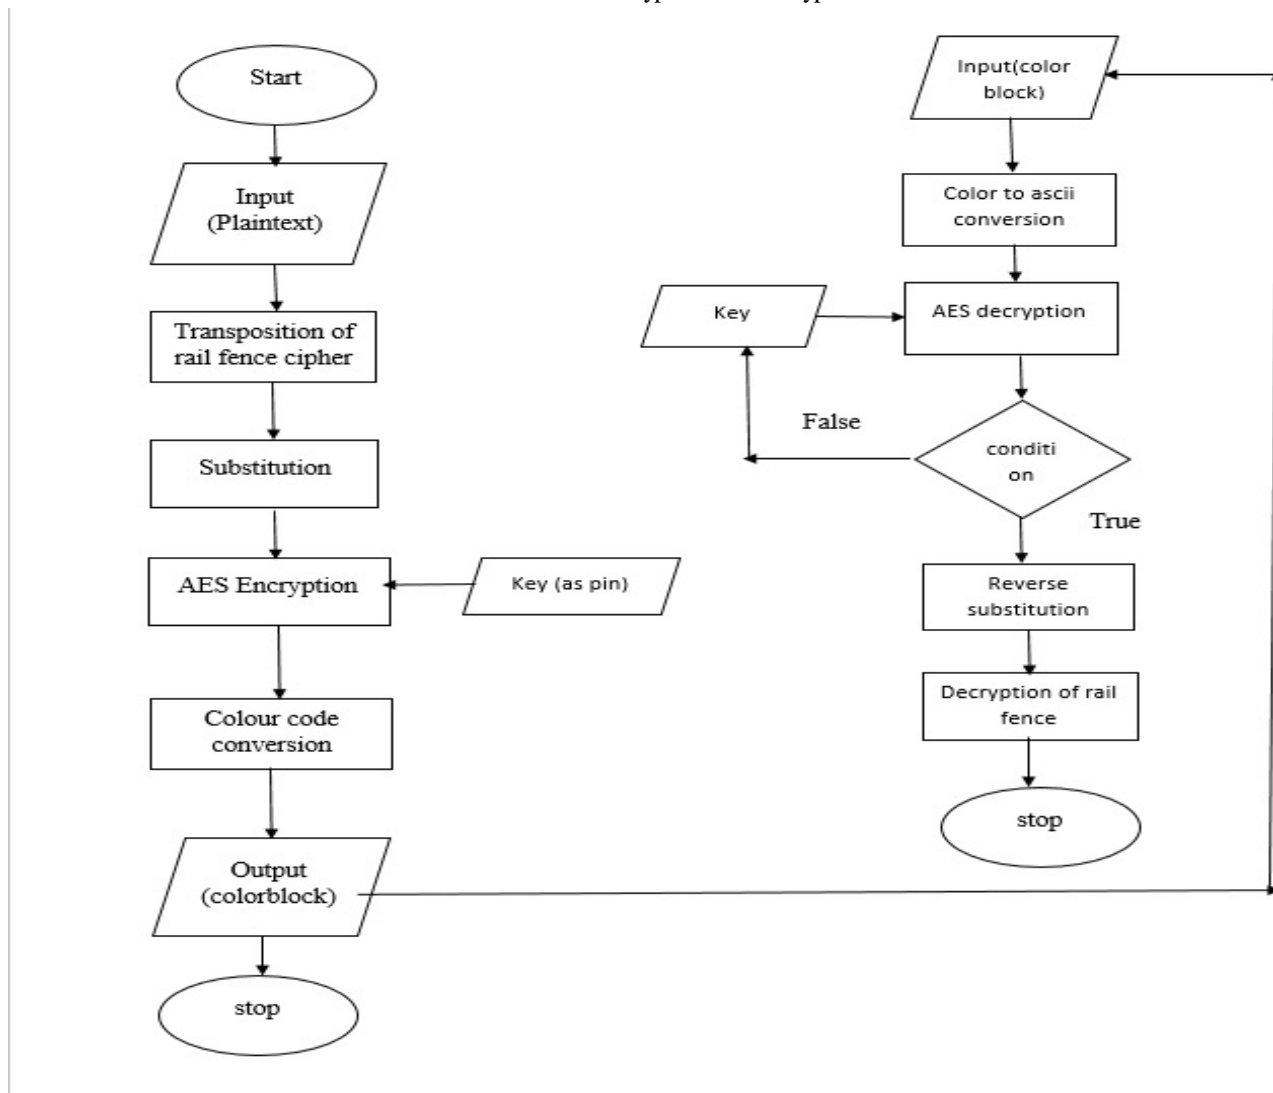 Start
Input
(Plaintext)
Transposition of
rail fence cipher
Substitution
AES Encryption
Key (as pin)
Colour code
conversion
Output
(colorblock)
stop
Input(color
block)
Color to ascii
conversion
Key
AES decryption
False
conditi
on
True
Reverse
substitution
Decryption of rail
fence
stop